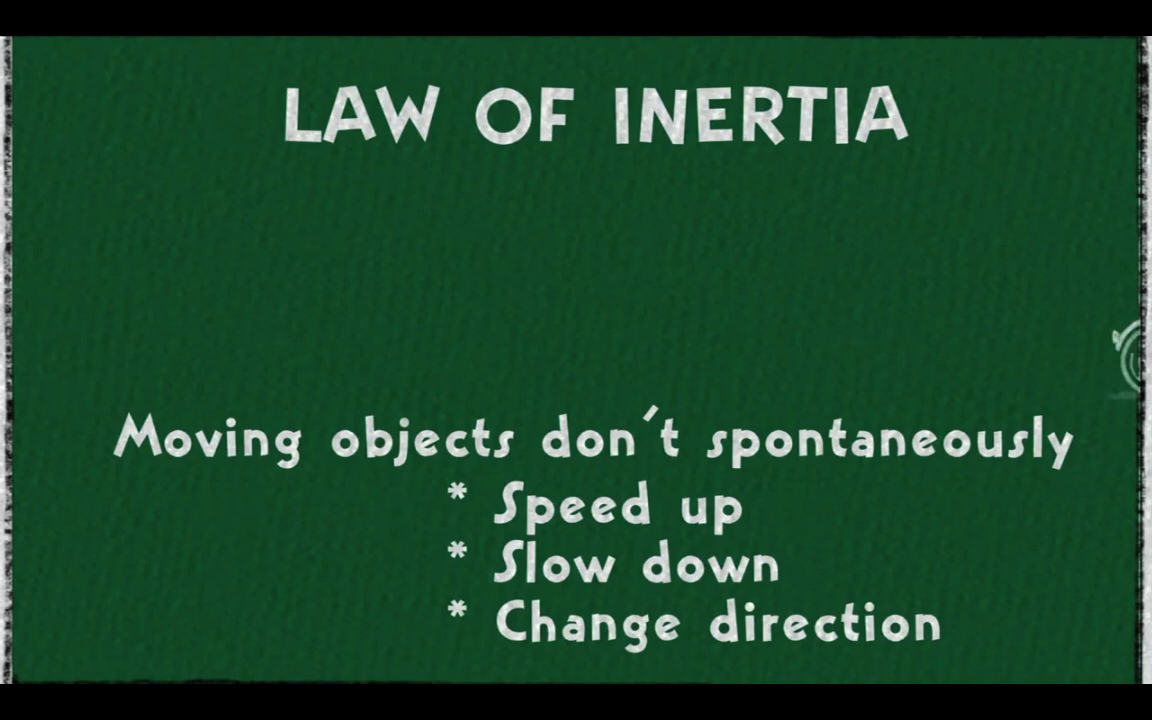 LAW OF INERTIA
Moving objects don't spontaneously
* Speed up
* Slow down
* Change direction